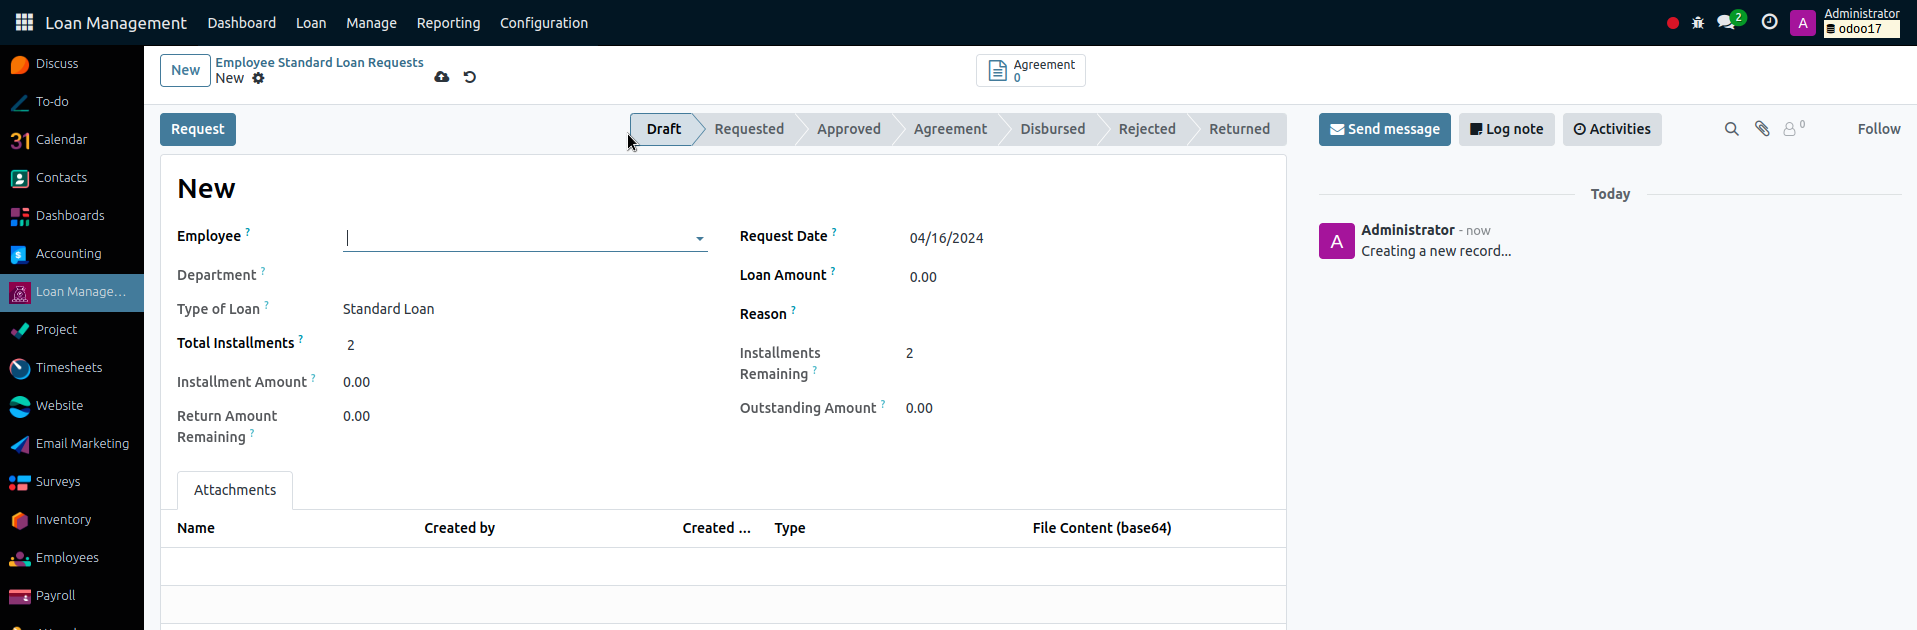 Loan Management
Dashboard Loan Manage Reporting Configuration
2
A
Administrator
odoo17
Discuss
To-do
31 Calendar
Contacts
Dashboards
Accounting
Loan Manage...
Project
Timesheets
Website
Email Marketing
Surveys
Inventory
Employees
Payroll
New
Employee Standard Loan Requests
New
Agreement
0
Request
Draft Requested Approved Agreement Disbursed Rejected Returned
Send message Log note Activities 0 Follow
New
Employee ?
Department ?
Type of Loan ? Standard Loan
Total Installments ? 2
Installment Amount ? 0.00
Return Amount
Remaining ? 0.00
Request Date ? 04/16/2024
Loan Amount ? 0.00
Reason ?
Installments
Remaining ? 2
Outstanding Amount ? 0.00
Attachments
Name Created by Created ... Type File Content (base64)
Today
A
Administrator - now
Creating a new record...